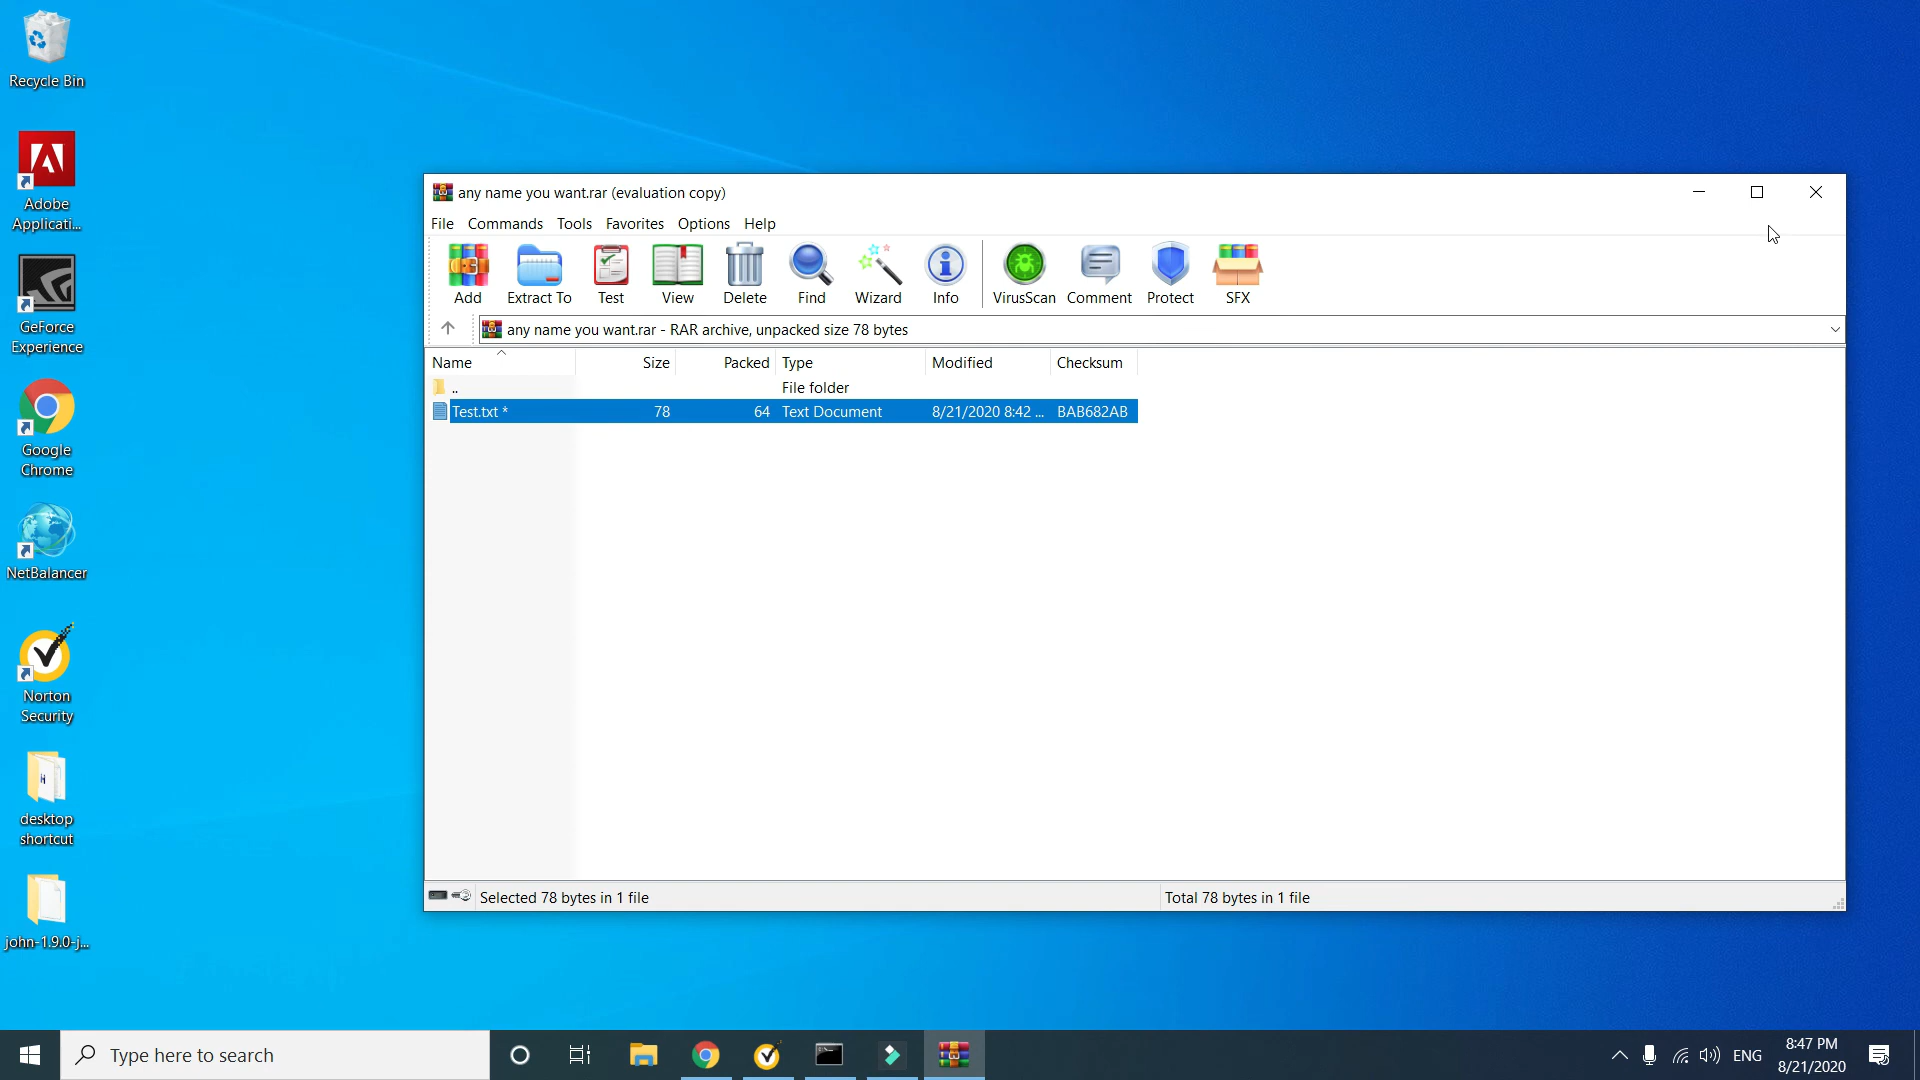 Recycle Bin
Adobe
Applicati...
GeForce
Experience
Google
Chrome
NetBalancer
Norton
Security
desktop
shortcut
john-1.9.0-j...
any name you want.rar (evaluation copy)
File Commands Tools Favorites Options Help
Add Extract To Test View Delete Find Wizard Info VirusScan Comment Protect SFX
any name you want.rar - RAR archive, unpacked size 78 bytes
Name Size Packed Type Modified Checksum
.. File folder
Test.txt * 78 64 Text Document 8/21/2020 8:42 ... BAB682AB
Selected 78 bytes in 1 file Total 78 bytes in 1 file
Type here to search
ENG
8:47 PM
8/21/2020